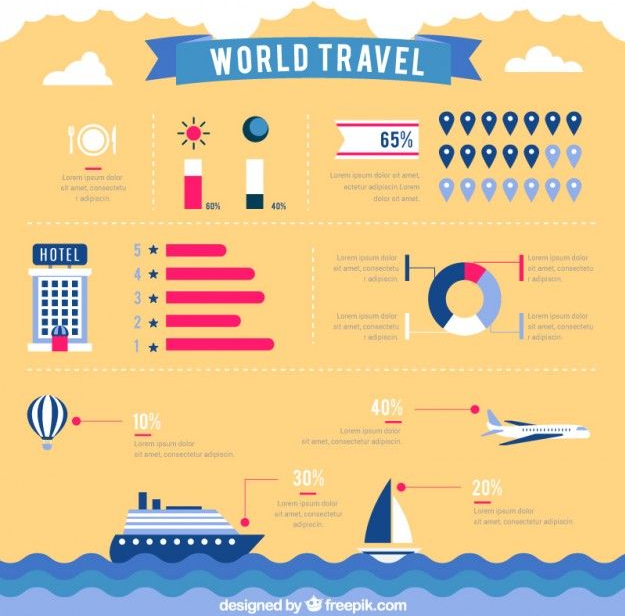 WORLD TRAVEL
Lorem ipsum dolor
sit amet, consectetu
r adipiscin.
60%
40%
65%
Lorem ipsum dolor sit amet,
ectetur adipiscin.Lorem
ipsum dolor sit amet.
HOTEL
5
4
3
2
1
Lorem ipsum dolor
sit amet, consectetu
r adipiscin.
Lorem ipsum dolor
sit amet, consectetu
r adipiscin.
Lorem ipsum dolor
sit amet, consectetu
r adipiscin.
Lorem ipsum dolor
sit amet, consectetu
r adipiscin.
10%
Lorem ipsum dolor
sit amet, consectetur adipiscin.
40%
Lorem ipsum dolor
sit amet, consectetur adipiscin.
30%
Lorem ipsum dolor
sit amet, consectetur
adipiscin.
20%
Lorem ipsum dolor
sit amet, consectetur adipiscin.
designed by freepik.com